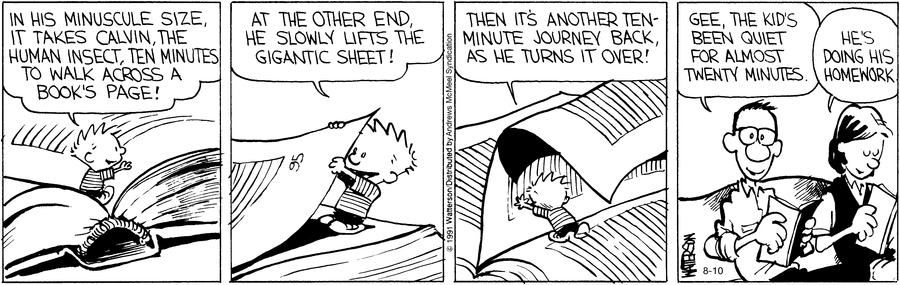 IN HIS MINUSCULE SIZE,
IT TAKES CALVIN, THE
HUMAN INSECT, TEN MINUTES
TO WALK ACROSS A
BOOK'S PAGE!
AT THE OTHER END,
HE SLOWLY LIFTS THE
GIGANTIC SHEET!
35
© 1991 Watterson/Distributed by Andrews McMeel Syndication
THEN IT'S ANOTHER TEN-
MINUTE JOURNEY BACK,
AS HE TURNS IT OVER!
GEE, THE KID'S
BEEN QUIET
FOR ALMOST
TWENTY MINUTES.
HE'S
DOING HIS
HOMEWORK.
WATTERSON
8-10